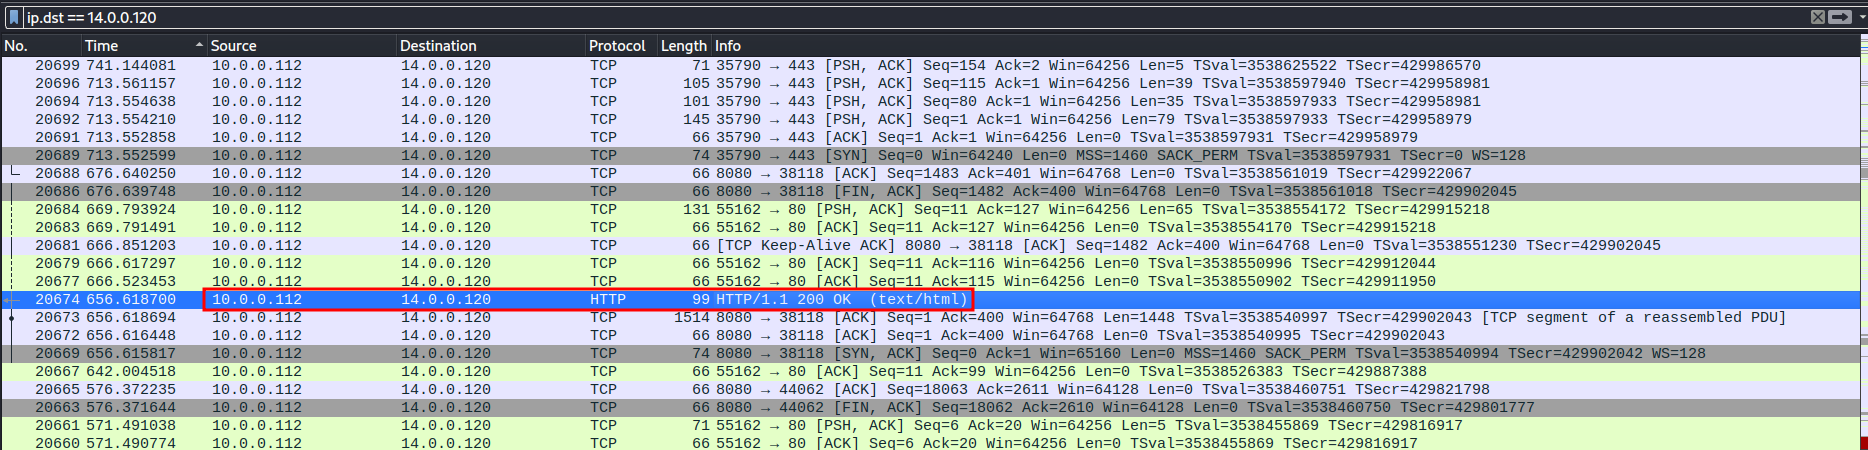 ip.dst == 14.0.0.120
No. Time Source Destination Protocol Length Info
20699 741.144081 10.0.0.112 14.0.0.120 TCP 71 35790 → 443 [PSH, ACK] Seq=154 Ack=2 Win=64256 Len=5 TSval=3538625522 TSecr=429986570
20696 713.561157 10.0.0.112 14.0.0.120 TCP 105 35790 → 443 [PSH, ACK] Seq=115 Ack=1 Win=64256 Len=39 TSval=3538597940 TSecr=429958981
20694 713.554638 10.0.0.112 14.0.0.120 TCP 101 35790 → 443 [PSH, ACK] Seq=80 Ack=1 Win=64256 Len=35 TSval=3538597933 TSecr=429958981
20692 713.554210 10.0.0.112 14.0.0.120 TCP 145 35790 → 443 [PSH, ACK] Seq=1 Ack=1 Win=64256 Len=79 TSval=3538597933 TSecr=429958979
20691 713.552858 10.0.0.112 14.0.0.120 TCP 66 35790 → 443 [ACK] Seq=1 Ack=1 Win=64256 Len=0 TSval=3538597931 TSecr=429958979
20689 713.552599 10.0.0.112 14.0.0.120 TCP 74 35790 → 443 [SYN] Seq=0 Win=64240 Len=0 MSS=1460 SACK_PERM TSval=3538597931 TSecr=0 WS=128
20688 676.640250 10.0.0.112 14.0.0.120 TCP 66 8080 → 38118 [ACK] Seq=1483 Ack=401 Win=64768 Len=0 TSval=3538561019 TSecr=429922067
20686 676.639748 10.0.0.112 14.0.0.120 TCP 66 8080 → 38118 [FIN, ACK] Seq=1482 Ack=400 Win=64768 Len=0 TSval=3538561018 TSecr=429902045
20684 669.793924 10.0.0.112 14.0.0.120 TCP 131 55162 → 80 [PSH, ACK] Seq=11 Ack=127 Win=64256 Len=65 TSval=3538554172 TSecr=429915218
20683 669.791491 10.0.0.112 14.0.0.120 TCP 66 55162 → 80 [ACK] Seq=11 Ack=127 Win=64256 Len=0 TSval=3538554170 TSecr=429915218
20681 666.851203 10.0.0.112 14.0.0.120 TCP 66 [TCP Keep-Alive ACK] 8080 → 38118 [ACK] Seq=1482 Ack=400 Win=64768 Len=0 TSval=3538551230 TSecr=429902045
20679 666.617297 10.0.0.112 14.0.0.120 TCP 66 55162 → 80 [ACK] Seq=11 Ack=116 Win=64256 Len=0 TSval=3538550996 TSecr=429912044
20677 666.523453 10.0.0.112 14.0.0.120 TCP 66 55162 → 80 [ACK] Seq=11 Ack=115 Win=64256 Len=0 TSval=3538550902 TSecr=429911950
20674 656.618700 10.0.0.112 14.0.0.120 HTTP 99 HTTP/1.1 200 OK (text/html)
20673 656.618694 10.0.0.112 14.0.0.120 TCP 1514 8080 → 38118 [ACK] Seq=1 Ack=400 Win=64768 Len=1448 TSval=3538540997 TSecr=429902043 [TCP segment of a reassembled PDU]
20672 656.616448 10.0.0.112 14.0.0.120 TCP 66 8080 → 38118 [ACK] Seq=1 Ack=400 Win=64768 Len=0 TSval=3538540995 TSecr=429902043
20669 656.615817 10.0.0.112 14.0.0.120 TCP 74 8080 → 38118 [SYN, ACK] Seq=0 Ack=1 Win=65160 Len=0 MSS=1460 SACK_PERM TSval=3538540994 TSecr=429902042 WS=128
20667 642.004518 10.0.0.112 14.0.0.120 TCP 66 55162 → 80 [ACK] Seq=11 Ack=99 Win=64256 Len=0 TSval=3538526383 TSecr=429887388
20665 576.372235 10.0.0.112 14.0.0.120 TCP 66 8080 → 44062 [ACK] Seq=18063 Ack=2611 Win=64128 Len=0 TSval=3538460751 TSecr=429821798
20663 576.371644 10.0.0.112 14.0.0.120 TCP 66 8080 → 44062 [FIN, ACK] Seq=18062 Ack=2610 Win=64128 Len=0 TSval=3538460750 TSecr=429801777
20661 571.491038 10.0.0.112 14.0.0.120 TCP 71 55162 → 80 [PSH, ACK] Seq=6 Ack=20 Win=64256 Len=5 TSval=3538455869 TSecr=429816917
20660 571.490774 10.0.0.112 14.0.0.120 TCP 66 55162 → 80 [ACK] Seq=6 Ack=20 Win=64256 Len=0 TSval=3538455869 TSecr=429816917